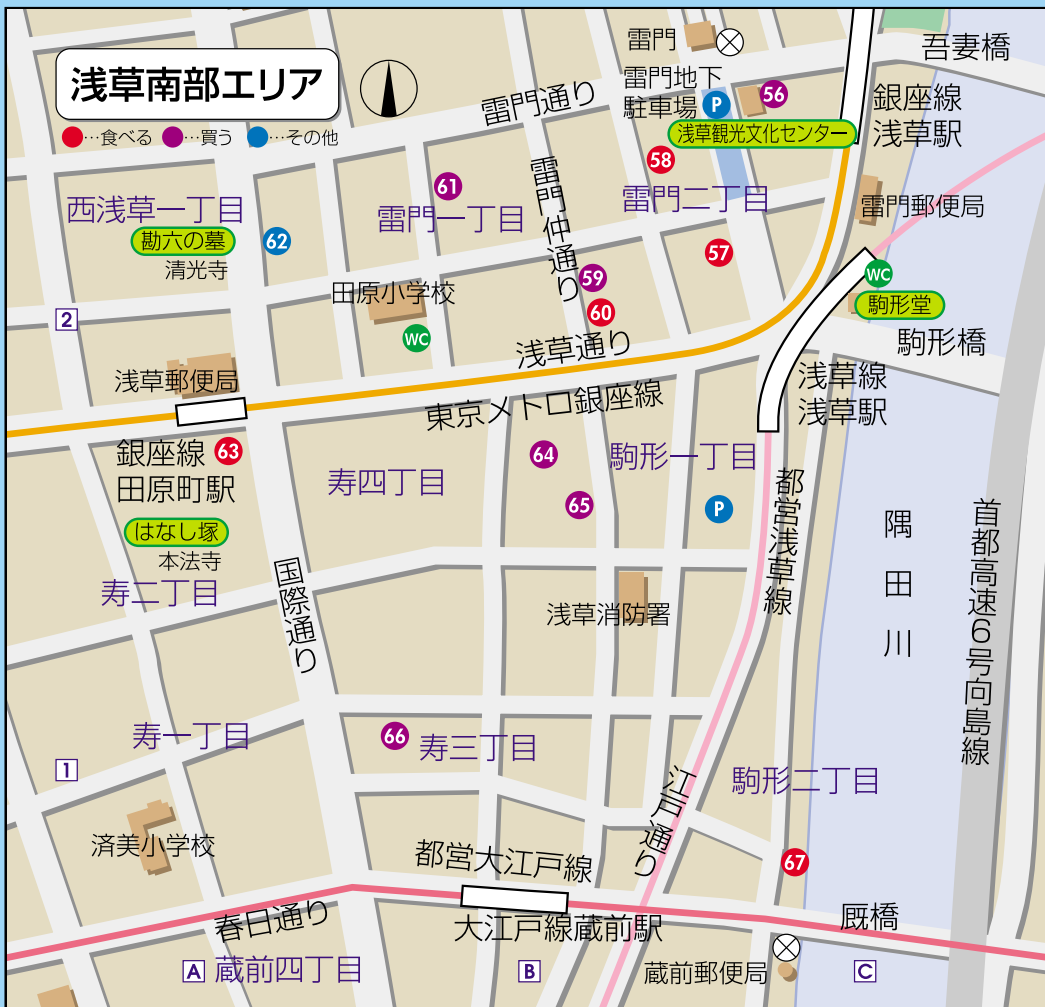 浅草南部エリア
…食べる …買う …その他
雷門
雷門地下
駐車場 P
56
浅草観光文化センター
吾妻橋
銀座線
浅草駅
雷門通り
58
61
雷門仲通り
西浅草一丁目
雷門一丁目
雷門二丁目
雷門郵便局
勘六の墓
62
清光寺
57
59
WC
田原小学校
60
駒形堂
2
WC
浅草通り
駒形橋
浅草郵便局
浅草線
浅草駅
東京メトロ銀座線
銀座線
田原町駅
63
64
駒形一丁目
寿四丁目
65
P
都営浅草線
隅田川
首都高速6号向島線
はなし塚
本法寺
国際通り
寿二丁目
浅草消防署
寿一丁目
66
寿三丁目
1
江戸通り
駒形二丁目
済美小学校
都営大江戸線
67
春日通り
大江戸線蔵前駅
厩橋
A
蔵前四丁目
B
蔵前郵便局
C